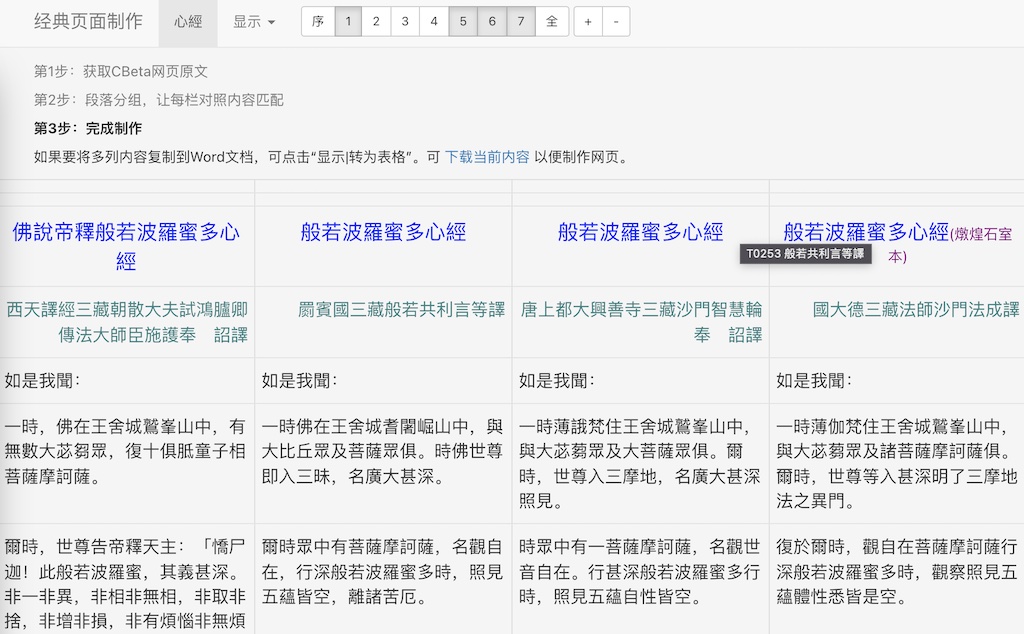 经典页面制作 心經 显示 序 1 2 3 4 5 6 7 全 + -
第1步：获取CBeta网页原文
第2步：段落分组，让每栏对照内容匹配
第3步：完成制作
如果要将多列内容复制到Word文档，可点击“显示|转为表格”。可 下载当前内容 以便制作网页。
佛說帝釋般若波羅蜜多心
經
般若波羅蜜多心經
般若波羅蜜多心經
般若波羅蜜多心經(燉煌石室
本)
T0253 般若共利言等譯
西天譯經三藏朝散大夫試鴻臚卿
傳法大師臣施護奉　詔譯
罽賓國三藏般若共利言等譯
唐上都大興善寺三藏沙門智慧輪
奉　詔譯
國大德三藏法師沙門法成譯
如是我聞：
如是我聞：
如是我聞：
如是我聞：
一時，佛在王舍城鷲峯山中，有
無數大苾芻眾，復十俱胝童子相
菩薩摩訶薩。
一時佛在王舍城耆闍崛山中，與
大比丘眾及菩薩眾俱。時佛世尊
即入三昧，名廣大甚深。
一時薄誐梵住王舍城鷲峯山中，
與大苾芻眾及大菩薩眾俱。爾
時，世尊入三摩地，名廣大甚深
照見。
一時薄伽梵住王舍城鷲峯山中，
與大苾芻眾及諸菩薩摩訶薩俱。
爾時，世尊等入甚深明了三摩地
法之異門。
爾時，世尊告帝釋天主：「憍尸
迦！此般若波羅蜜，其義甚深。
非一非異，非相非無相，非取非
捨，非增非損，非有煩惱非無煩
爾時眾中有菩薩摩訶薩，名觀自
在，行深般若波羅蜜多時，照見
五蘊皆空，離諸苦厄。
時眾中有一菩薩摩訶薩，名觀世
音自在。行甚深般若波羅蜜多行
時，照見五蘊自性皆空。
復於爾時，觀自在菩薩摩訶薩行
深般若波羅蜜多時，觀察照見五
蘊體性悉皆是空。